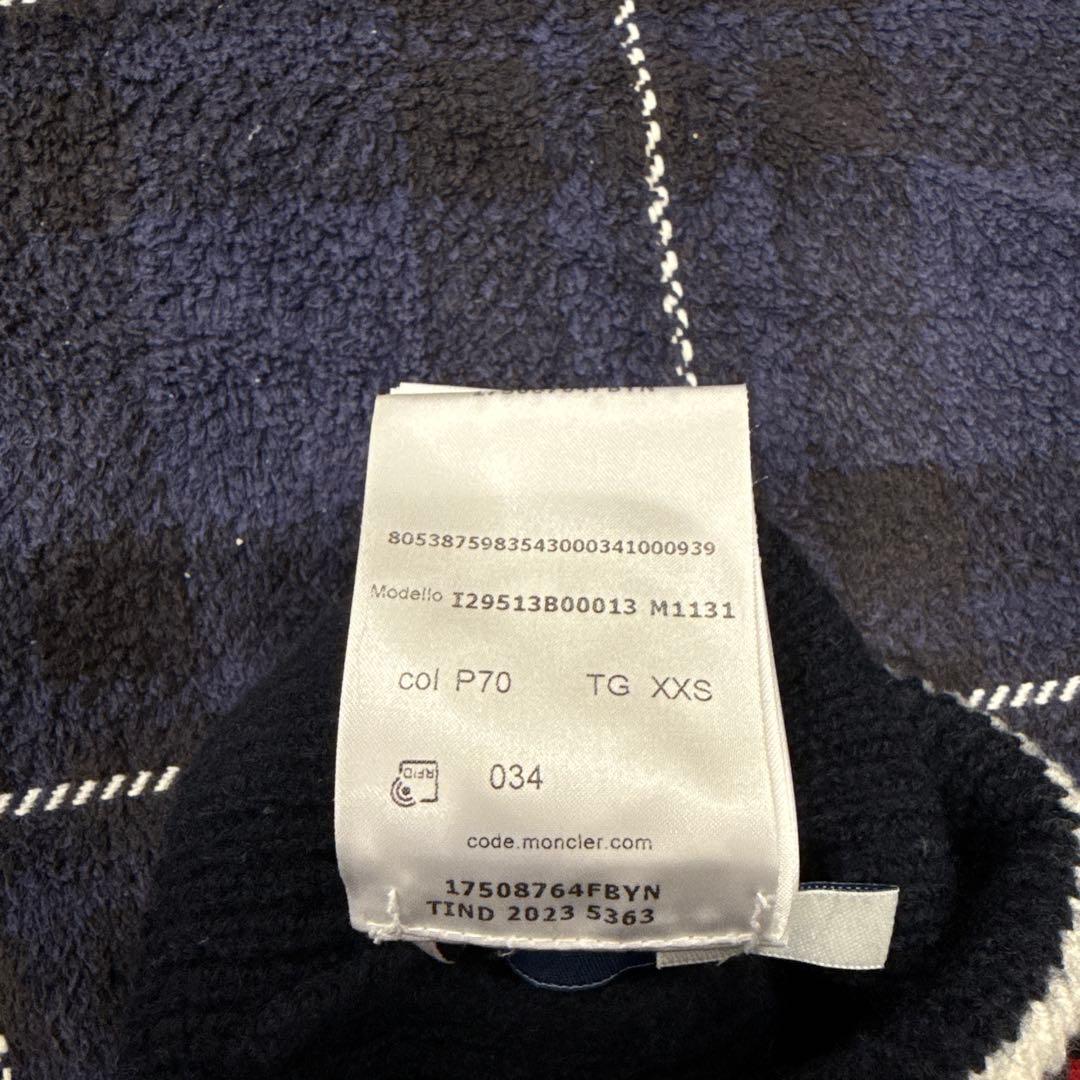 8053875983543000341000939
Modello I29513B00013 M1131
col P70 TG XXS
RFID
034
code.moncler.com
17508764FBYN
TIND 2023 5363